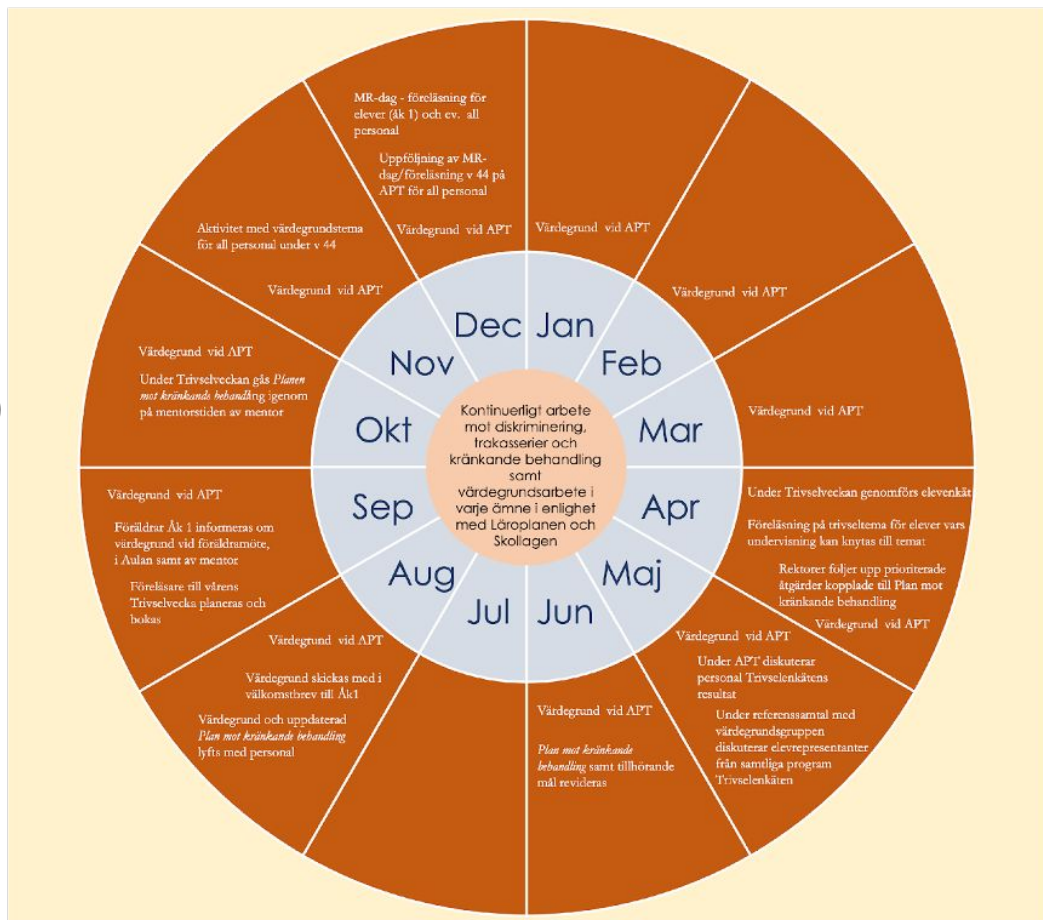 MR-dag - föreläsning för
elever (åk 1) och ev. all
personal
Uppföljning av MR-
dag/föreläsning v 44 på
APT för all personal
Värdegrund vid APT
Värdegrund vid APT
Aktivitet med värdegrundstema
för all personal under v 44
Värdegrund vid APT
Värdegrund vid APT
Värdegrund vid APT
Under Trivselveckan gås Planen
mot kränkande behandling igenom
på mentorstiden av mentor
Värdegrund vid APT
Dec
Jan
Nov
Feb
Okt
Mar
Sep
Apr
Aug
Maj
Jul
Jun
Kontinuerligt arbete
mot diskriminering,
trakasserier och
kränkande behandling
samt
värdegrundsarbete i
varje ämne i enlighet
med Läroplanen och
Skollagen
Värdegrund vid APT
Föräldrar Åk 1 informeras om
värdegrund vid föräldramöte,
i Aulan samt av mentor
Föreläsare till vårens
Trivselvecka planeras och
bokas
Under Trivselveckan genomförs elevenkät
Föreläsning på trivseltema för elever vars
undervisning kan knytas till temat
Rektorer följer upp prioriterade
åtgärder kopplade till Plan mot
kränkande behandling
Värdegrund vid APT
Värdegrund vid APT
Värdegrund skickas med i
välkomstbrev till Åk1
Värdegrund och uppdaterad
Plan mot kränkande behandling
lyfts med personal
Värdegrund vid APT
Under APT diskuterar
personal Trivselenkätens
resultat
Under referenssamtal med
värdegrundsgruppen
diskuterar elevrepresentanter
från samtliga program
Trivselenkäten
Värdegrund vid APT
Plan mot kränkande
behandling samt tillhörande
mål revideras